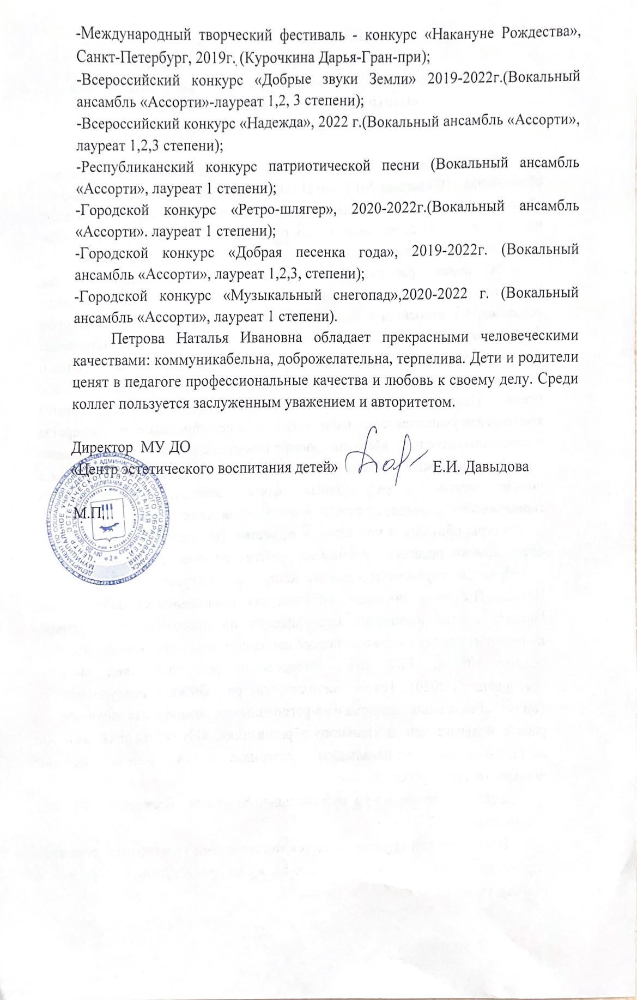 -Международный творческий фестиваль - конкурс «Накануне Рождества»,
Санкт-Петербург, 2019г. (Курочкина Дарья-Гран-при);
-Всероссийский конкурс «Добрые звуки Земли» 2019-2022г.(Вокальный
ансамбль «Ассорти»-лауреат 1,2, 3 степени);
-Всероссийский конкурс «Надежда», 2022 г.(Вокальный ансамбль «Ассорти»,
лауреат 1,2,3 степени);
-Республиканский конкурс патриотической песни (Вокальный ансамбль
«Ассорти», лауреат 1 степени);
-Городской конкурс «Ретро-шлягер», 2020-2022г.(Вокальный ансамбль
«Ассорти». лауреат 1 степени);
-Городской конкурс «Добрая песенка года», 2019-2022г. (Вокальный
ансамбль «Ассорти», лауреат 1,2,3, степени);
-Городской конкурс «Музыкальный снегопад»,2020-2022 г. (Вокальный
ансамбль «Ассорти», лауреат 1 степени).
Петрова Наталья Ивановна обладает прекрасными человеческими
качествами: коммуникабельна, доброжелательна, терпелива. Дети и родители
ценят в педагоге профессиональные качества и любовь к своему делу. Среди
коллег пользуется заслуженным уважением и авторитетом.
Директор МУ ДО
«Центр эстетического воспитания детей» Е.И. Давыдова
М.П.
ДЕПАРТАМЕНТ ПО СОЦИАЛЬНОЙ ПОЛИТИКЕ * АДМИНИСТРАЦИЯ ГОРОДСКОГО ОКРУГА САРАНСК
МУНИЦИПАЛЬНОЕ УЧРЕЖДЕНИЕ ДОПОЛНИТЕЛЬНОГО ОБРАЗОВАНИЯ
"ЦЕНТР ЭСТЕТИЧЕСКОГО ВОСПИТАНИЯ ДЕТЕЙ"
* 2 *